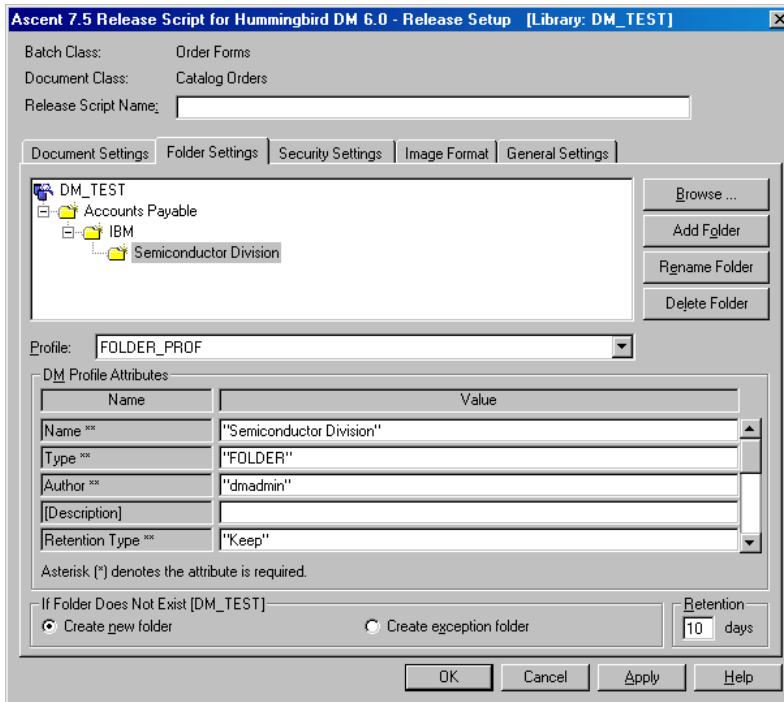 Ascent 7.5 Release Script for Hummingbird DM 6.0 - Release Setup [Library: DM_TEST]
Batch Class: Order Forms
Document Class: Catalog Orders
Release Script Name:
Document Settings Folder Settings Security Settings Image Format General Settings
DM_TEST
Accounts Payable
IBM
Semiconductor Division
Browse ...
Add Folder
Rename Folder
Delete Folder
Profile: FOLDER_PROF
DM Profile Attributes
Name Value
Name ** "Semiconductor Division"
Type ** "FOLDER"
Author ** "dmadmin"
[Description]
Retention Type ** "Keep"
Asterisk (*) denotes the attribute is required.
If Folder Does Not Exist [DM_TEST]
Create new folder Create exception folder
Retention
10 days
OK Cancel Apply Help